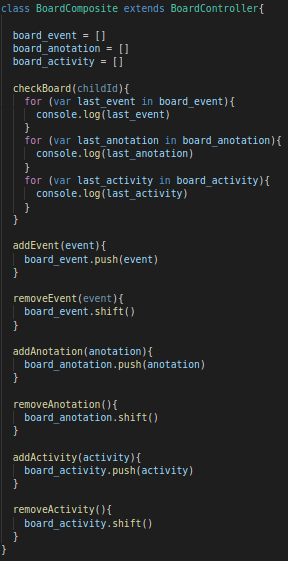 class BoardComposite extends BoardController{
board_event = []
board_anotation = []
board_activity = []
checkBoard(childId){
for (var last_event in board_event){
console.log(last_event)
}
for (var last_anotation in board_anotation){
console.log(last_anotation)
}
for (var last_activity in board_activity){
console.log(last_activity)
}
}
addEvent(event){
board_event.push(event)
}
removeEvent(event){
board_event.shift()
}
addAnotation(anotation){
board_anotation.push(anotation)
}
removeAnotation(){
board_anotation.shift()
}
addActivity(activity){
board_activity.push(activity)
}
removeActivity(){
board_activity.shift()
}
}